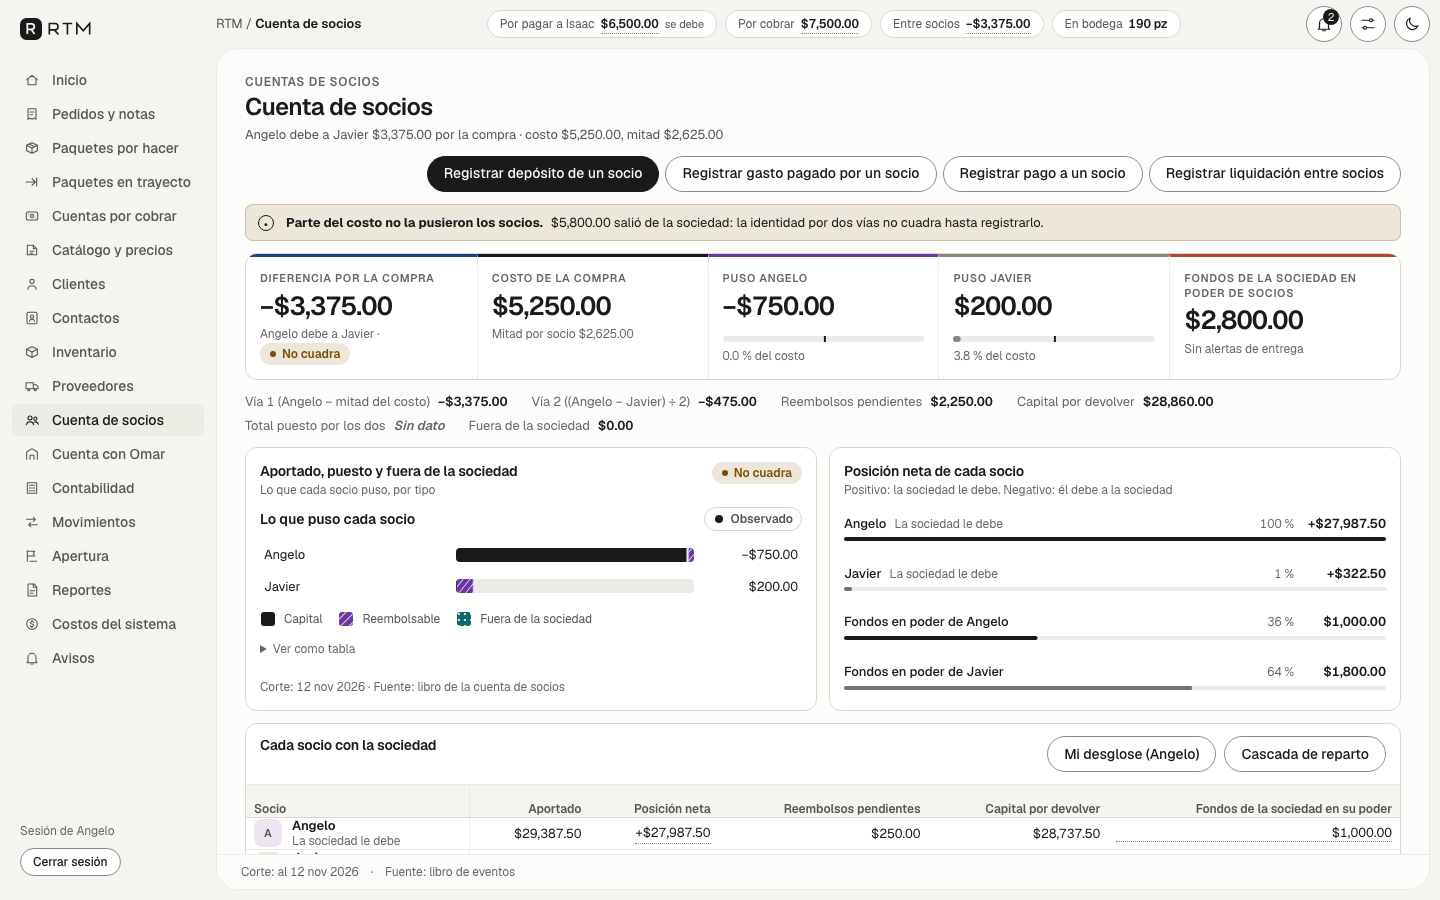 R RTM
RTM / Cuenta de socios
Por pagar a Isaac $6,500.00 se debe
Por cobrar $7,500.00
Entre socios −$3,375.00
En bodega 190 pz
2
Inicio
Pedidos y notas
Paquetes por hacer
Paquetes en trayecto
Cuentas por cobrar
Catálogo y precios
Clientes
Contactos
Inventario
Proveedores
Cuenta de socios
Cuenta con Omar
Contabilidad
Movimientos
Apertura
Reportes
Costos del sistema
Avisos
Sesión de Angelo
Cerrar sesión
CUENTAS DE SOCIOS
Cuenta de socios
Angelo debe a Javier $3,375.00 por la compra · costo $5,250.00, mitad $2,625.00
Registrar depósito de un socio
Registrar gasto pagado por un socio
Registrar pago a un socio
Registrar liquidación entre socios
Parte del costo no la pusieron los socios. $5,800.00 salió de la sociedad: la identidad por dos vías no cuadra hasta registrarlo.
DIFERENCIA POR LA COMPRA
−$3,375.00
Angelo debe a Javier ·
No cuadra
COSTO DE LA COMPRA
$5,250.00
Mitad por socio $2,625.00
PUSO ANGELO
−$750.00
0.0 % del costo
PUSO JAVIER
$200.00
3.8 % del costo
FONDOS DE LA SOCIEDAD EN
PODER DE SOCIOS
$2,800.00
Sin alertas de entrega
Vía 1 (Angelo − mitad del costo) −$3,375.00 Vía 2 ((Angelo − Javier) ÷ 2) −$475.00 Reembolsos pendientes $2,250.00 Capital por devolver $28,860.00
Total puesto por los dos Sin dato Fuera de la sociedad $0.00
Aportado, puesto y fuera de la sociedad
No cuadra
Lo que cada socio puso, por tipo
Lo que puso cada socio
Observado
Angelo −$750.00
Javier $200.00
Capital Reembolsable Fuera de la sociedad
Ver como tabla
Corte: 12 nov 2026 · Fuente: libro de la cuenta de socios
Posición neta de cada socio
Positivo: la sociedad le debe. Negativo: él debe a la sociedad
Angelo La sociedad le debe 100 % +$27,987.50
Javier La sociedad le debe 1 % +$322.50
Fondos en poder de Angelo 36 % $1,000.00
Fondos en poder de Javier 64 % $1,800.00
Cada socio con la sociedad
Mi desglose (Angelo)
Cascada de reparto
Socio Aportado Posición neta Reembolsos pendientes Capital por devolver Fondos de la sociedad en su poder
A Angelo $29,387.50 +$27,987.50 $250.00 $28,737.50 $1,000.00
La sociedad le debe
Corte: al 12 nov 2026 · Fuente: libro de eventos